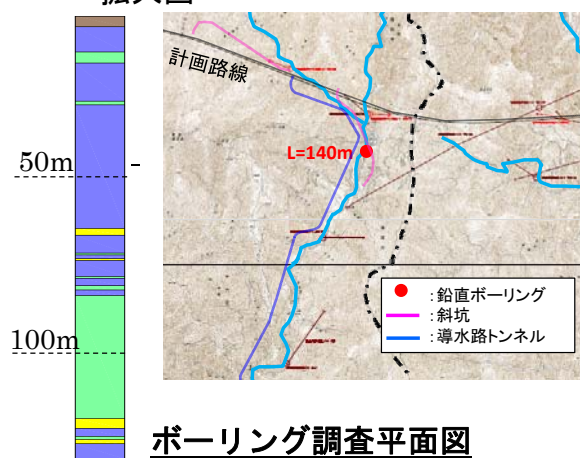 拡大図
計画路線
L=140m
50m
100m
:鉛直ボーリング
:斜坑
:導水路トンネル
ボーリング調査平面図